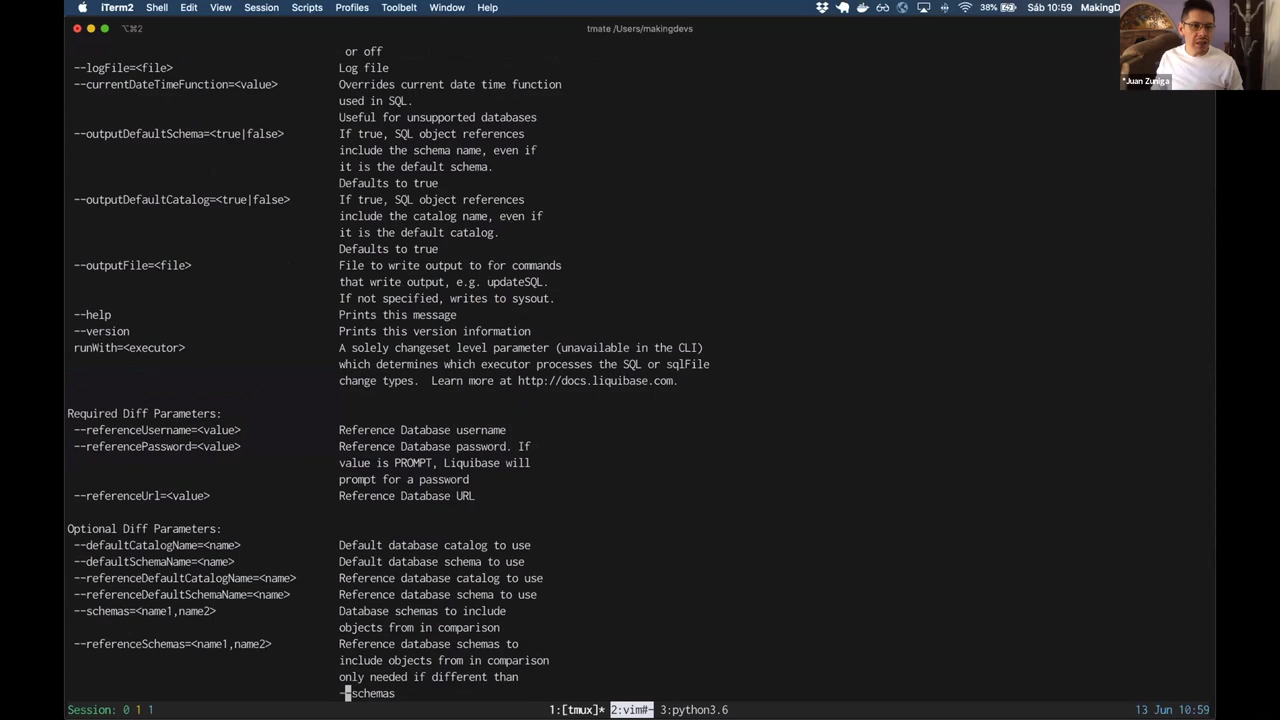 iTerm2 Shell Edit View Session Scripts Profiles Toolbelt Window Help 38% Sáb 10:59 MakingD
⌥⌘2 tmate /Users/makingdevs
*Juan Zuniga
or off
--logFile=<file> Log file
--currentDateTimeFunction=<value> Overrides current date time function
used in SQL.
Useful for unsupported databases
--outputDefaultSchema=<true|false> If true, SQL object references
include the schema name, even if
it is the default schema.
Defaults to true
--outputDefaultCatalog=<true|false> If true, SQL object references
include the catalog name, even if
it is the default catalog.
Defaults to true
--outputFile=<file> File to write output to for commands
that write output, e.g. updateSQL.
If not specified, writes to sysout.
--help Prints this message
--version Prints this version information
runWith=<executor> A solely changeset level parameter (unavailable in the CLI)
which determines which executor processes the SQL or sqlFile
change types. Learn more at http://docs.liquibase.com.
Required Diff Parameters:
--referenceUsername=<value> Reference Database username
--referencePassword=<value> Reference Database password. If
value is PROMPT, Liquibase will
prompt for a password
--referenceUrl=<value> Reference Database URL
Optional Diff Parameters:
--defaultCatalogName=<name> Default database catalog to use
--defaultSchemaName=<name> Default database schema to use
--referenceDefaultCatalogName=<name> Reference database catalog to use
--referenceDefaultSchemaName=<name> Reference database schema to use
--schemas=<name1,name2> Database schemas to include
objects from in comparison
--referenceSchemas=<name1,name2> Reference database schemas to
include objects from in comparison
only needed if different than
--schemas
Session: 0 1 1 1:[tmux]* 2:vim#- 3:python3.6 13 Jun 10:59